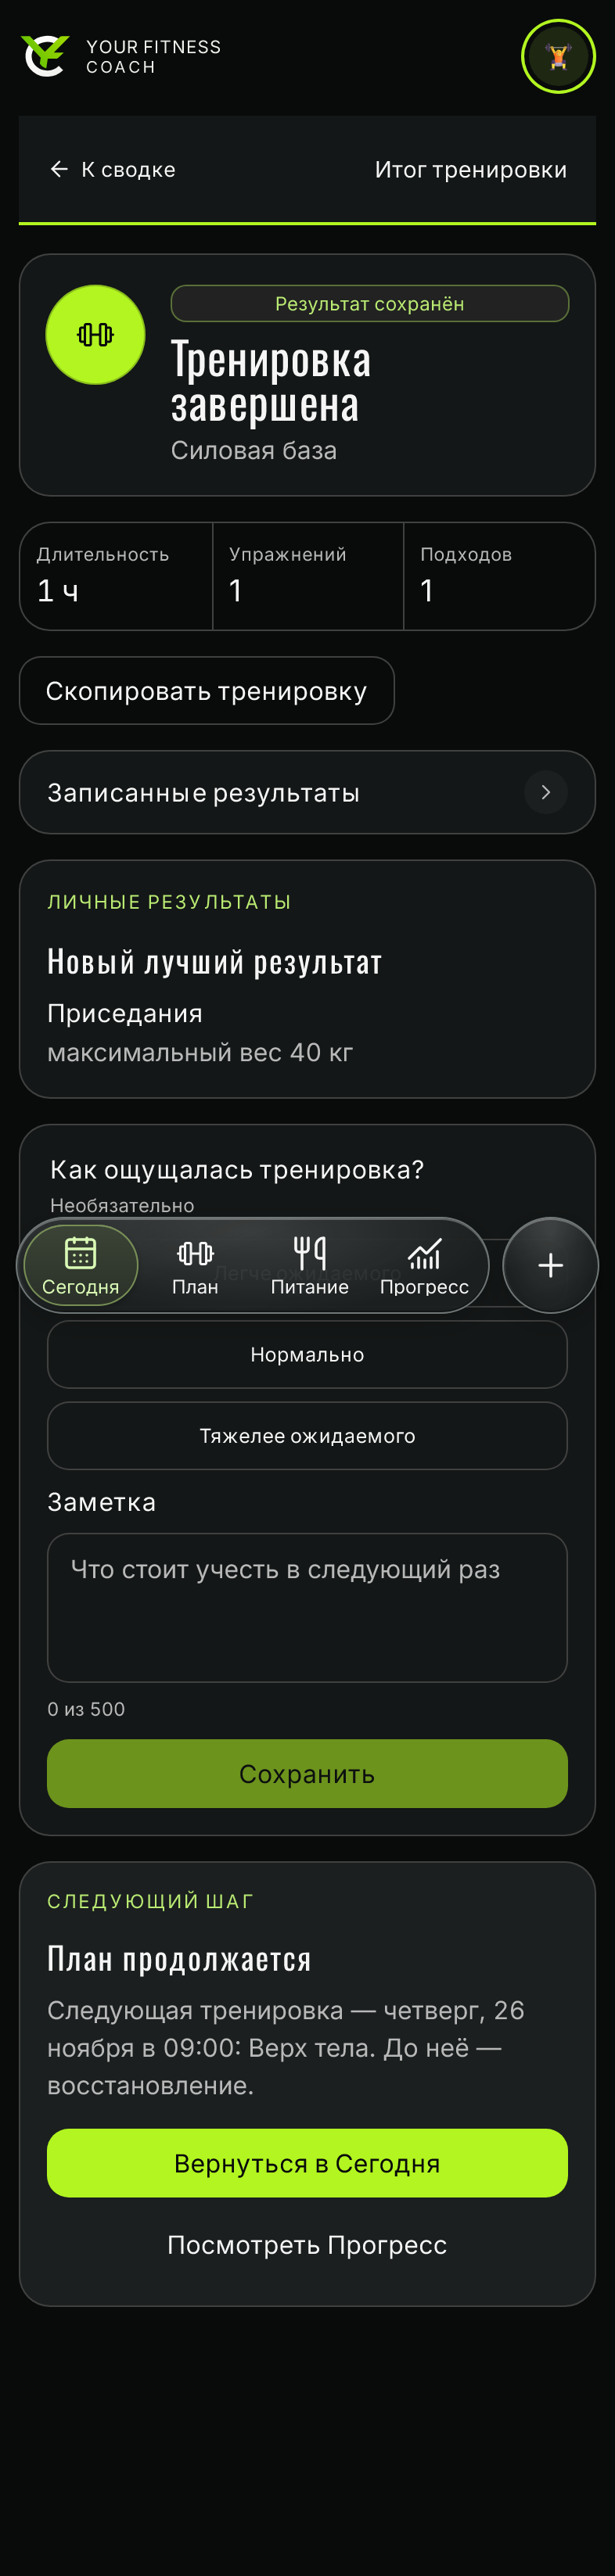 YOUR FITNESS
COACH
К сводке
Итог тренировки
Результат сохранён
Тренировка
завершена
Силовая база
Длительность
Упражнений
Подходов
1 ч
1
1
Скопировать тренировку
Записанные результаты
ЛИЧНЫЕ РЕЗУЛЬТАТЫ
Новый лучший результат
Приседания
максимальный вес 40 кг
Как ощущалась тренировка?
Необязательно
Легче ожидаемого
Сегодня
План
Питание
Прогресс
Нормально
Тяжелее ожидаемого
Заметка
Что стоит учесть в следующий раз
0 из 500
Сохранить
СЛЕДУЮЩИЙ ШАГ
План продолжается
Следующая тренировка — четверг, 26
ноября в 09:00: Верх тела. До неё —
восстановление.
Вернуться в Сегодня
Посмотреть Прогресс